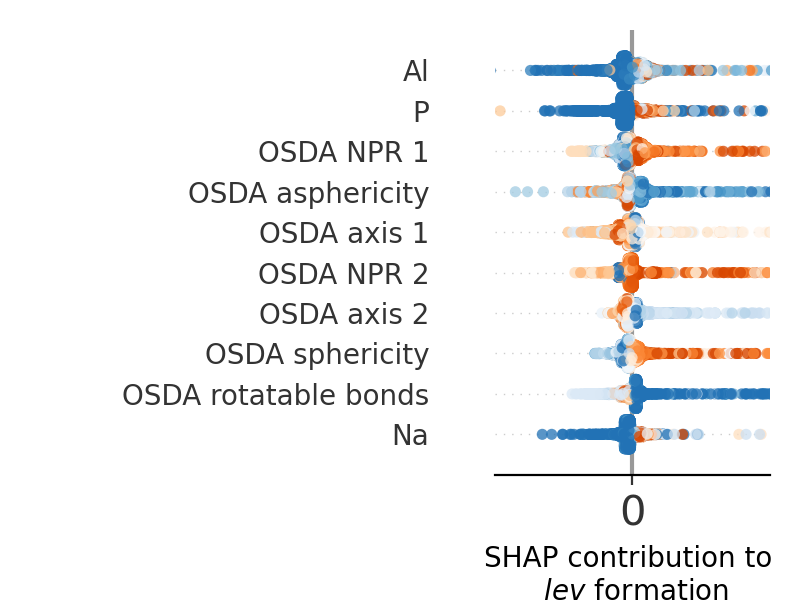 Al
P
OSDA NPR 1
OSDA asphericity
OSDA axis 1
OSDA NPR 2
OSDA axis 2
OSDA sphericity
OSDA rotatable bonds
Na
0
SHAP contribution to
lev formation